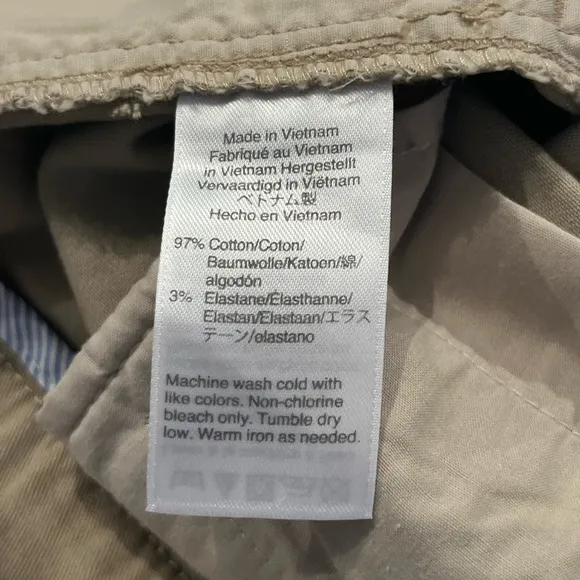 Made in Vietnam
Fabriqué au Vietnam
in Vietnam Hergestellt
Vervaardigd in Viëtnam
ベトナム製
Hecho en Vietnam
97% Cotton/Coton/
Baumwolle/Katoen/綿/
algodón
3% Elastane/Élasthanne/
Elastan/Elastaan/エラス
テーン/elastano
Machine wash cold with
like colors. Non-chlorine
bleach only. Tumble dry
low. Warm iron as needed.